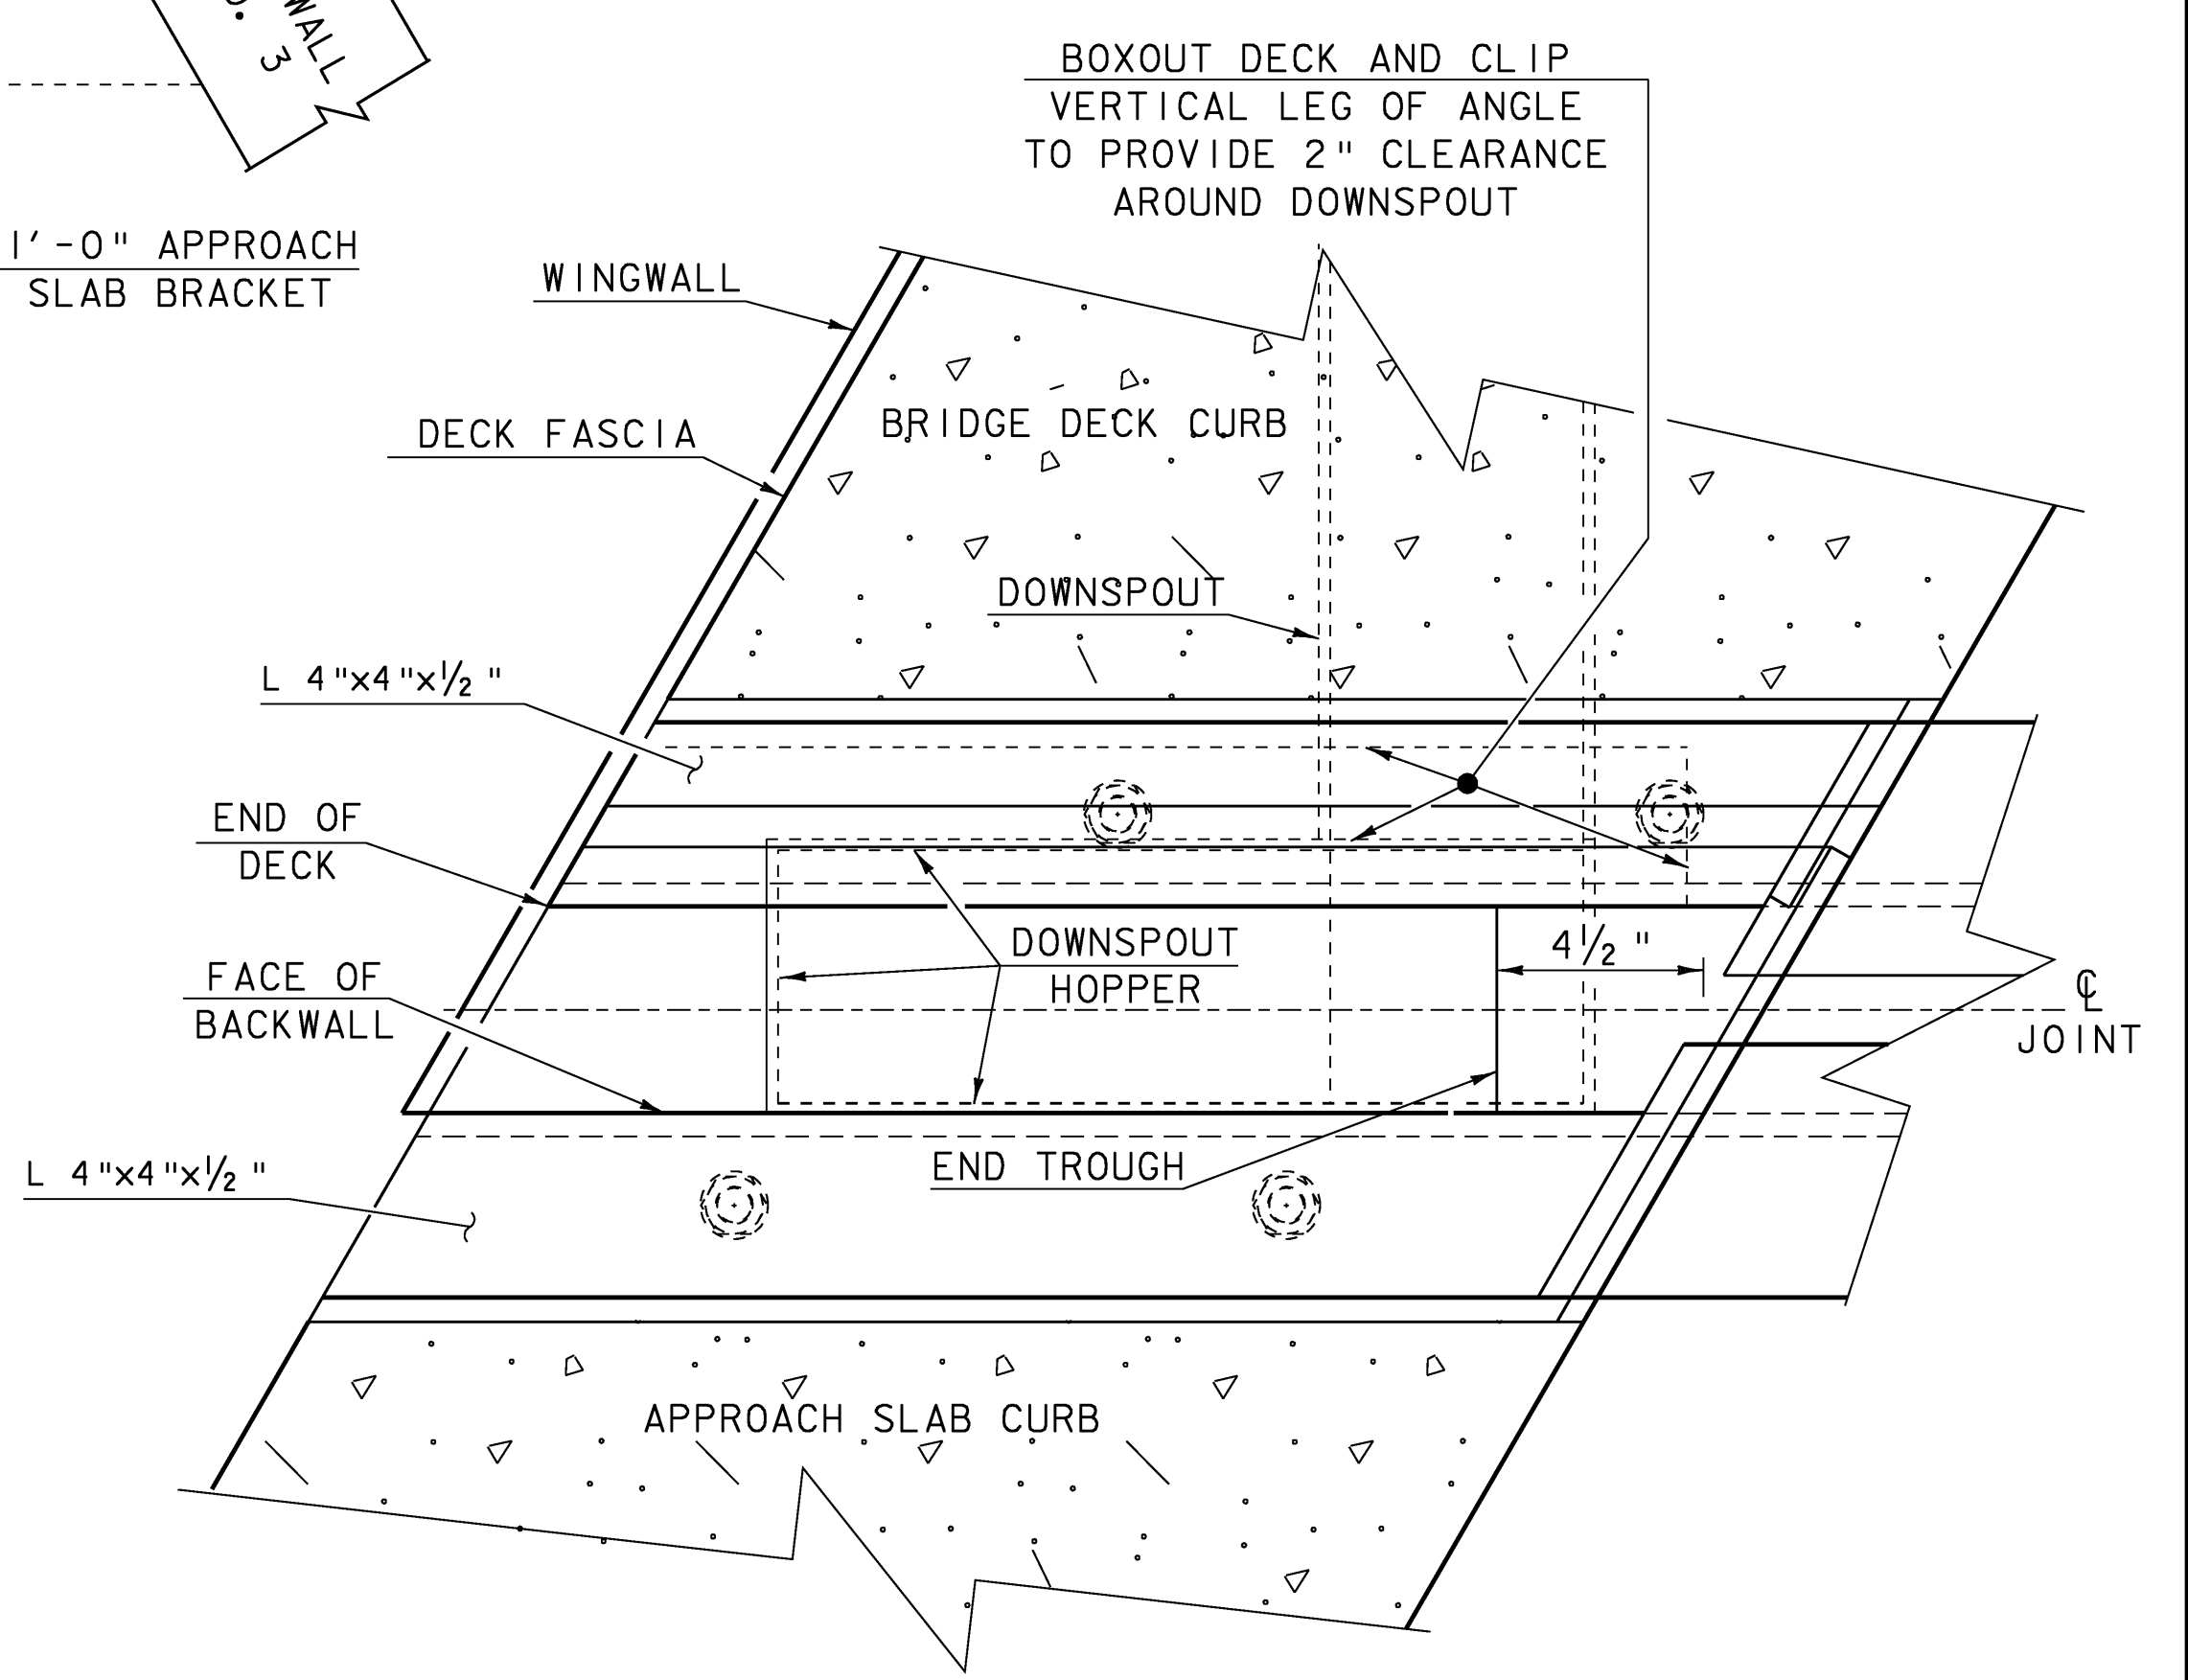 WALL
3
BOXOUT DECK AND CLIP
VERTICAL LEG OF ANGLE
TO PROVIDE 2" CLEARANCE
AROUND DOWNSPOUT
1'-0" APPROACH
SLAB BRACKET
WINGWALL
DECK FASCIA
BRIDGE DECK CURB
DOWNSPOUT
L 4"x4"x1/2"
END OF
DECK
DOWNSPOUT
HOPPER
4 1/2"
FACE OF
BACKWALL
℄
JOINT
END TROUGH
L 4"x4"x1/2"
APPROACH SLAB CURB